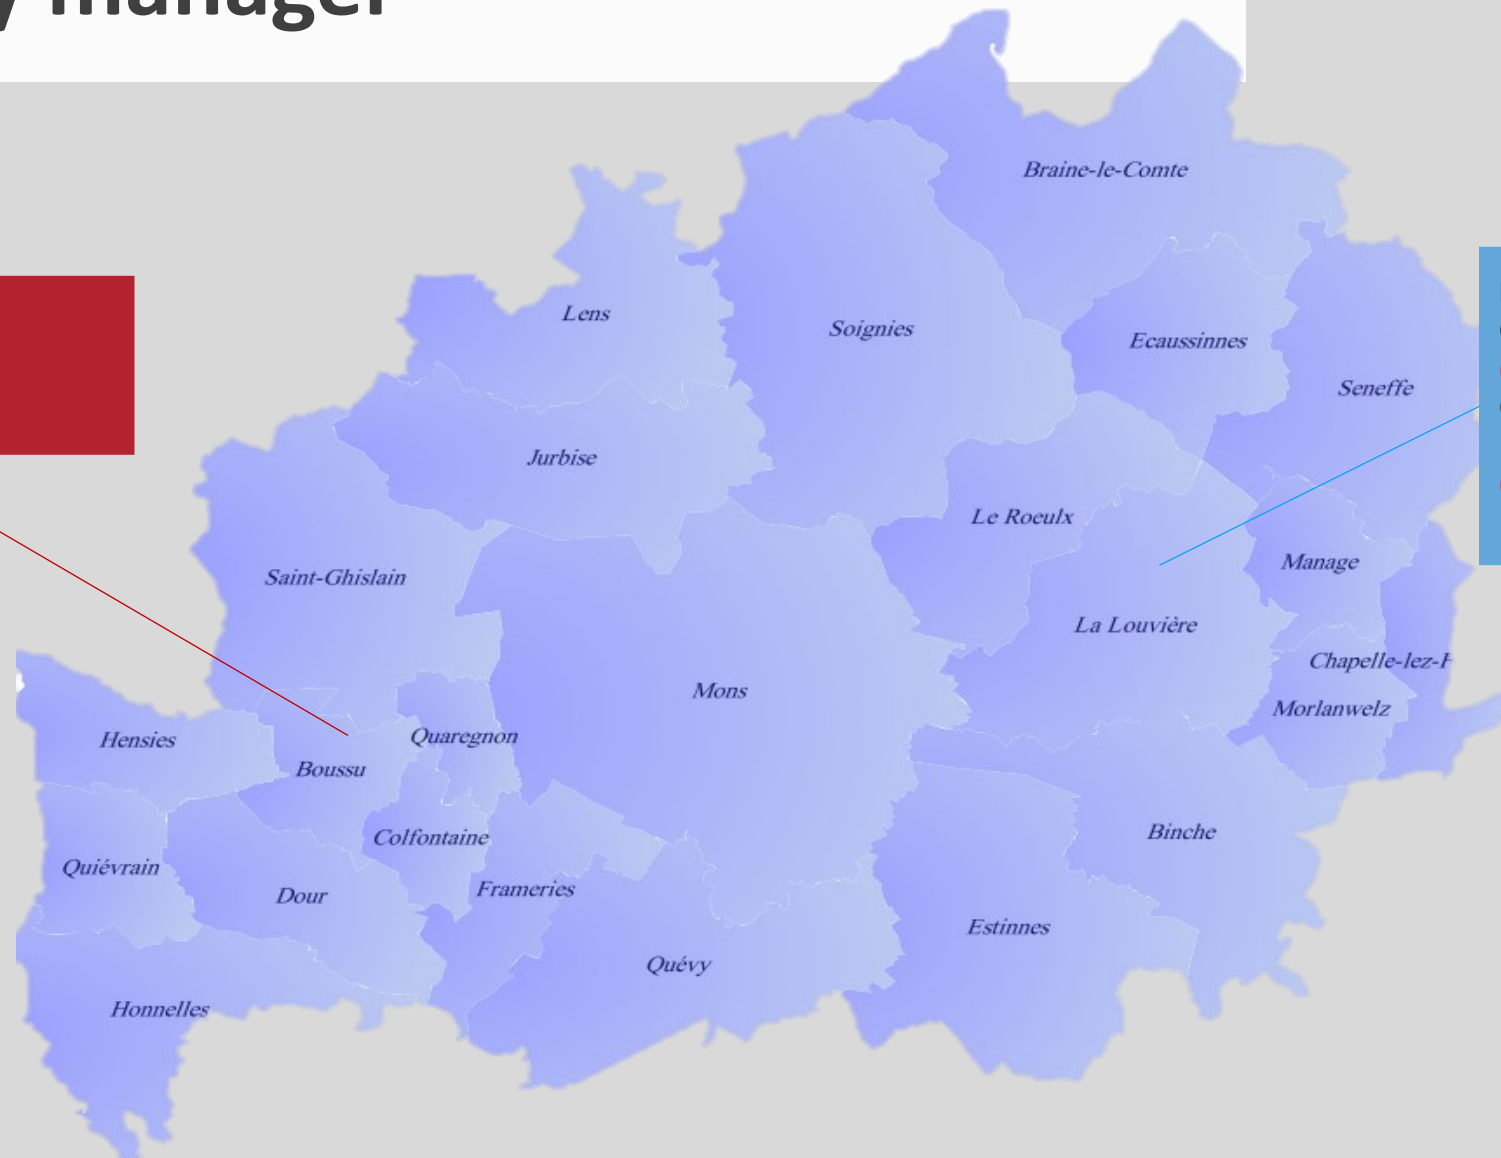 manager
Braine-le-Comte
Lens
Soignies
Ecaussinnes
Seneffe
Jurbise
Le Roeulx
Manage
Saint-Ghislain
La Louvière
Chapelle-lez-
Mons
Morlanwelz
Hensies
Quaregnon
Boussu
Binche
Colfontaine
Quiévrain
Dour
Frameries
Estinnes
Quévy
Honnelles